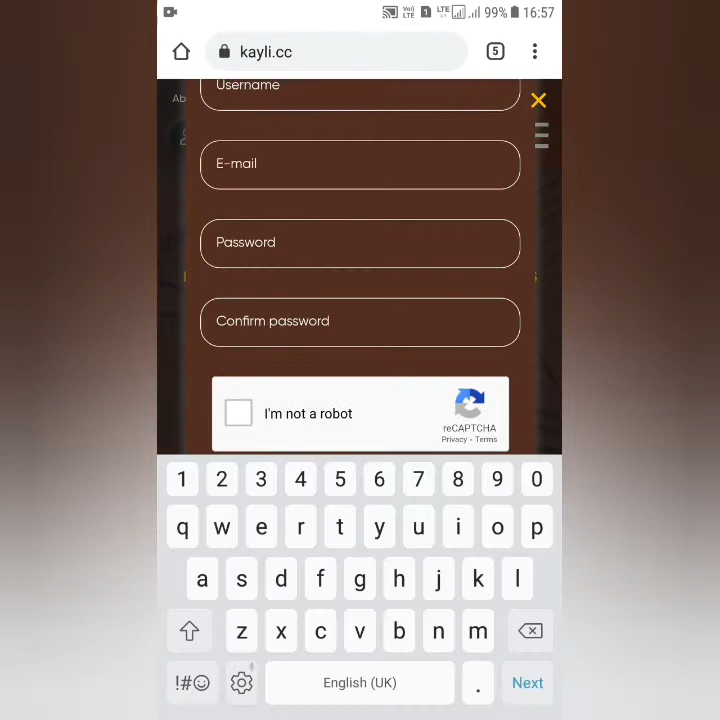 99% 16:57
kayli.cc
5
Username
Ab
E-mail
Password
Confirm password
I'm not a robot
reCAPTCHA
Privacy - Terms
1 2 3 4 5 6 7 8 9 0
q w e r t y u i o p
a s d f g h j k l
z x c v b n m
!#☺ English (UK) . Next